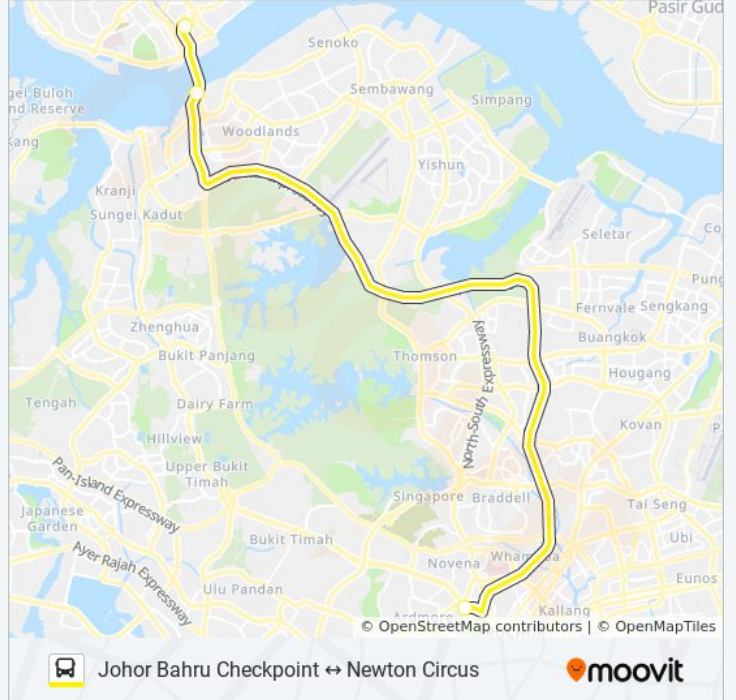 Pasir Gud
Senoko
Sembawang
Simpang
gei Buloh
nd Reserve
Kang
Woodlands
Yishun
Kranji
Sungei Kadut
Seletar
Co
Pung
Fernvale
Sengkang
Zhenghua
Bukit Panjang
Thomson
North-South Expressway
Buangkok
Hougang
Tengah
Dairy Farm
Kovan
P
Hillview
Upper Bukit
Timah
Pan-Island Expressway
Singapore
Braddell
Tai Seng
Japanese
Garden
Bukit Timah
Ubi
Ayer Rajah Expressway
Novena
Eunos
Ulu Pandan
Ardmore
Kallang
© OpenStreetMap contributors | © OpenMapTiles
Johor Bahru Checkpoint ↔ Newton Circus
moovit